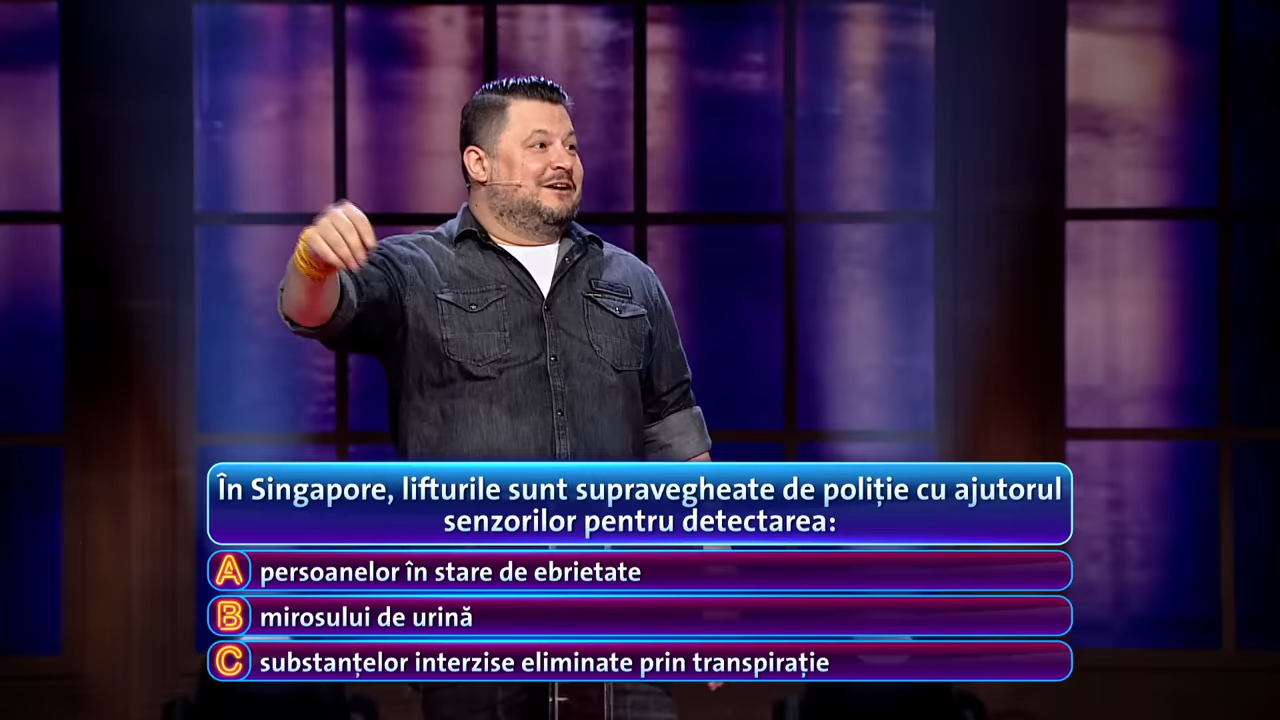 În Singapore, lifturile sunt supravegheate de poliție cu ajutorul
senzorilor pentru detectarea:
A persoanelor în stare de ebrietate
B mirosului de urină
C substanțelor interzise eliminate prin transpirație